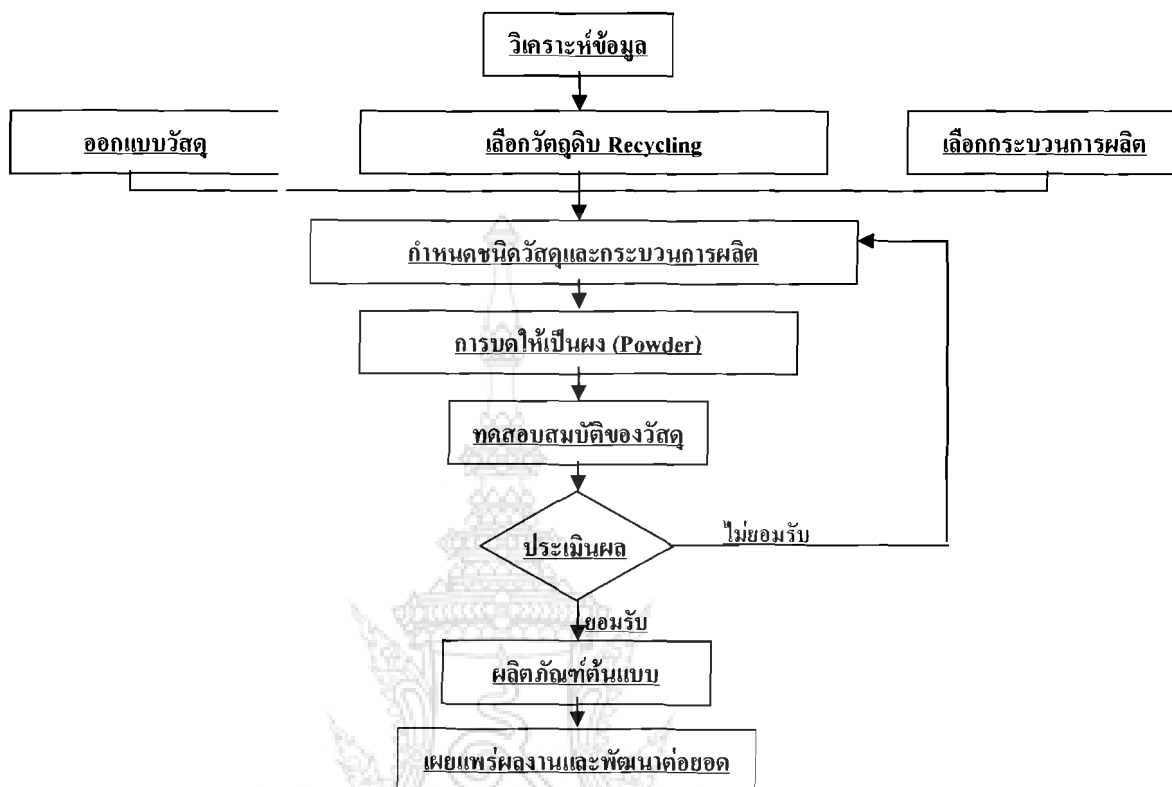 วิเคราะห์ข้อมูล
ออกแบบวัสดุ
เลือกวัตถุดิบ Recycling
เลือกกระบวนการผลิต
กำหนดชนิดวัสดุและกระบวนการผลิต
การบดให้เป็นผง (Powder)
ทดสอบสมบัติของวัสดุ
ประเมินผล
ไม่ยอมรับ
ยอมรับ
ผลิตภัณฑ์ต้นแบบ
เผยแพร่ผลงานและพัฒนาต่อยอด